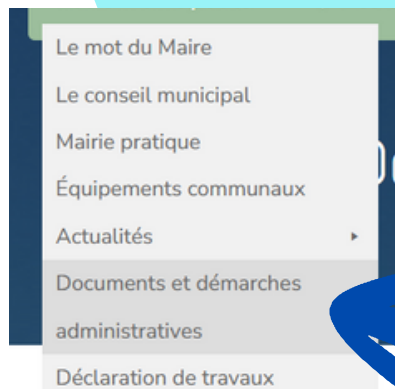 Le mot du Maire
Le conseil municipal
Mairie pratique
Équipements communaux
Actualités
Documents et démarches
administratives
Déclaration de travaux